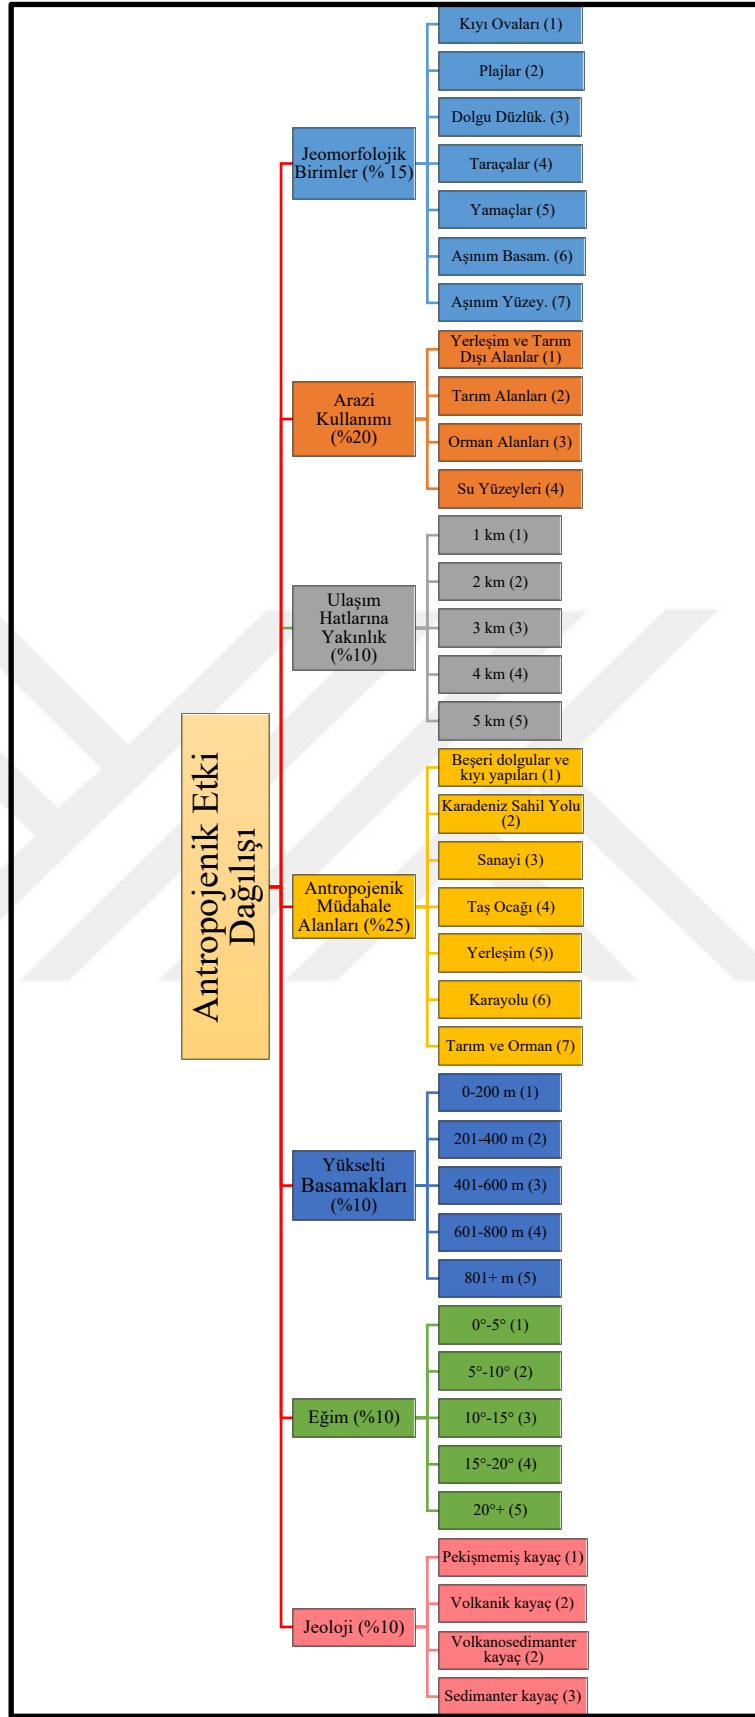 Antropojenik Etki
Dağılışı
Jeomorfolojik
Birimler (% 15)
Kıyı Ovaları (1)
Plajlar (2)
Dolgu Düzlük. (3)
Taraçalar (4)
Yamaçlar (5)
Aşınım Basam. (6)
Aşınım Yüzey. (7)
Arazi
Kullanımı
(%20)
Yerleşim ve Tarım
Dışı Alanlar (1)
Tarım Alanları (2)
Orman Alanları (3)
Su Yüzeyleri (4)
Ulaşım
Hatlarına
Yakınlık
(%10)
1 km (1)
2 km (2)
3 km (3)
4 km (4)
5 km (5)
Antropojenik
Müdahale
Alanları (%25)
Beşeri dolgular ve
kıyı yapıları (1)
Karadeniz Sahil Yolu
(2)
Sanayi (3)
Taş Ocağı (4)
Yerleşim (5))
Karayolu (6)
Tarım ve Orman (7)
Yükselti
Basamakları
(%10)
0-200 m (1)
201-400 m (2)
401-600 m (3)
601-800 m (4)
801+ m (5)
Eğim (%10)
0°-5° (1)
5°-10° (2)
10°-15° (3)
15°-20° (4)
20°+ (5)
Jeoloji (%10)
Pekişmemiş kayaç (1)
Volkanik kayaç (2)
Volkanosedimanter
kayaç (2)
Sedimanter kayaç (3)